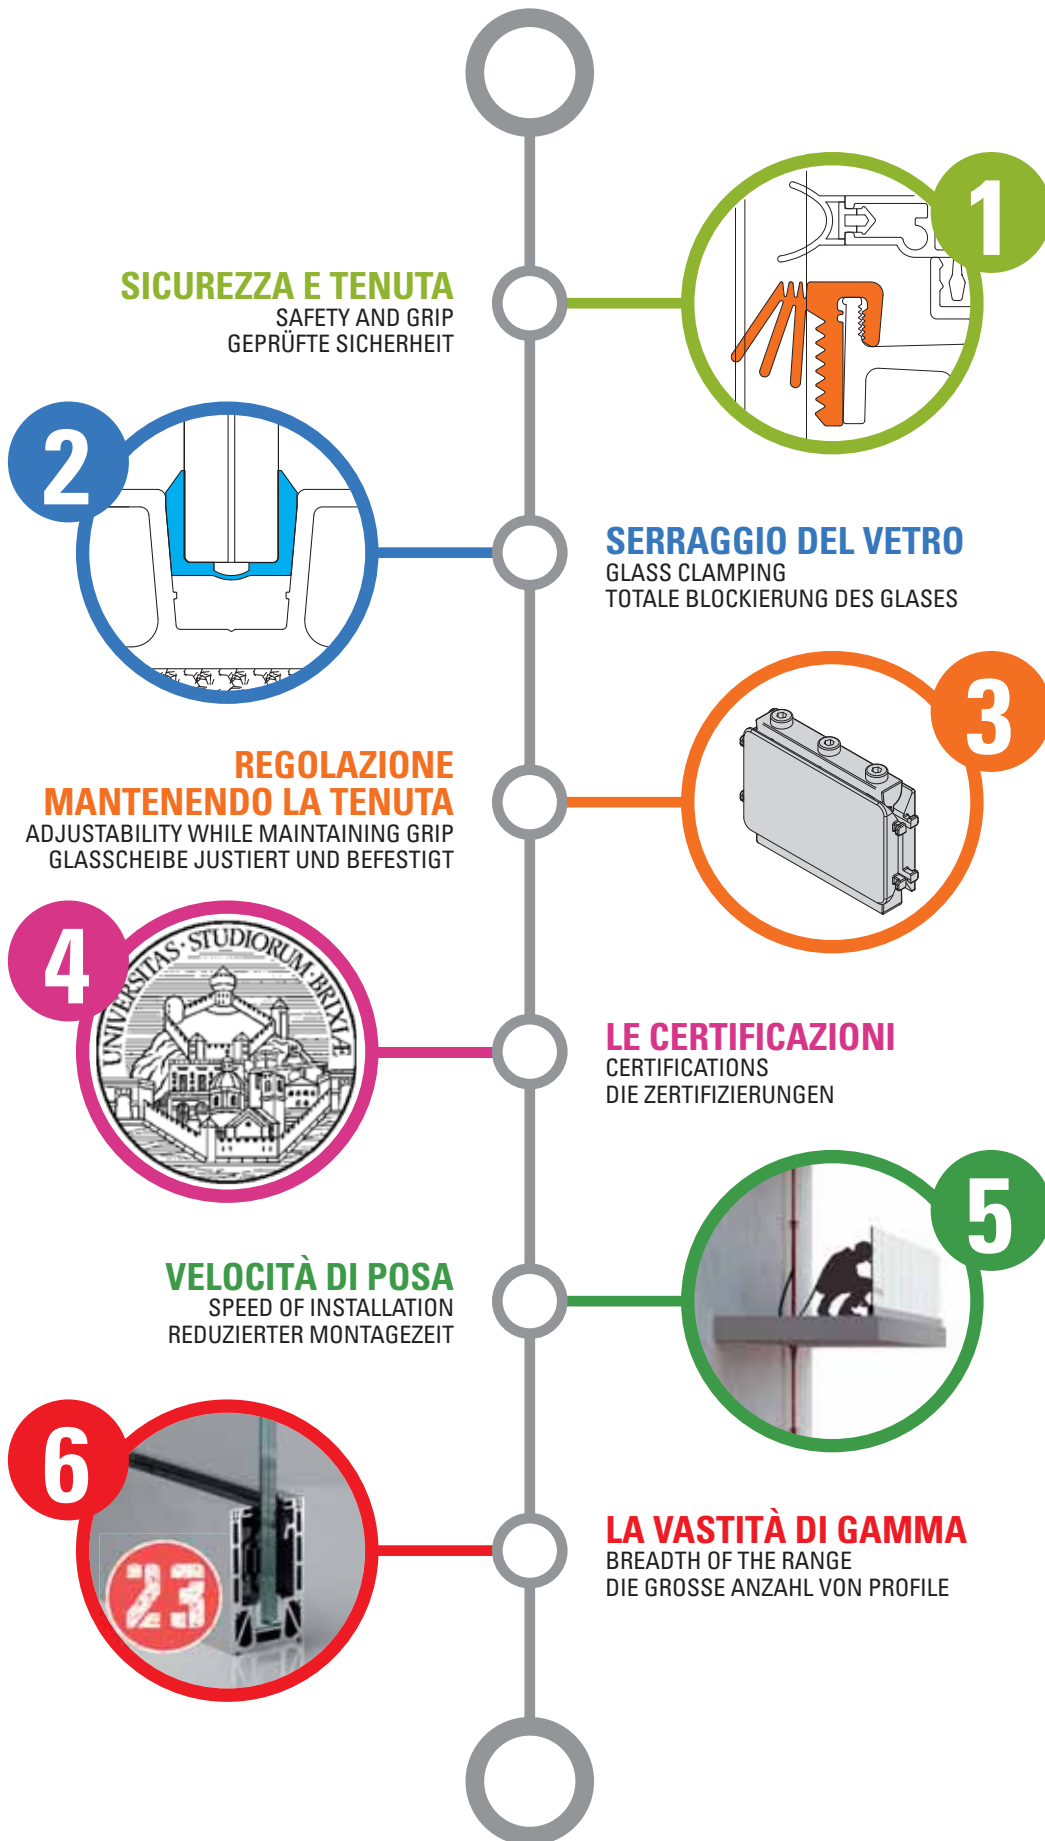 1
SICUREZZA E TENUTA
SAFETY AND GRIP
GEPRÜFTE SICHERHEIT
2
SERRAGGIO DEL VETRO
GLASS CLAMPING
TOTALE BLOCKIERUNG DES GLASES
3
REGOLAZIONE
MANTENENDO LA TENUTA
ADJUSTABILITY WHILE MAINTAINING GRIP
GLASSCHEIBE JUSTIERT UND BEFESTIGT
4
UNIVERSITAS · STUDIORUM · BRIXIÆ
LE CERTIFICAZIONI
CERTIFICATIONS
DIE ZERTIFIZIERUNGEN
5
VELOCITÀ DI POSA
SPEED OF INSTALLATION
REDUZIERTER MONTAGEZEIT
6
23
LA VASTITÀ DI GAMMA
BREADTH OF THE RANGE
DIE GROSSE ANZAHL VON PROFILE